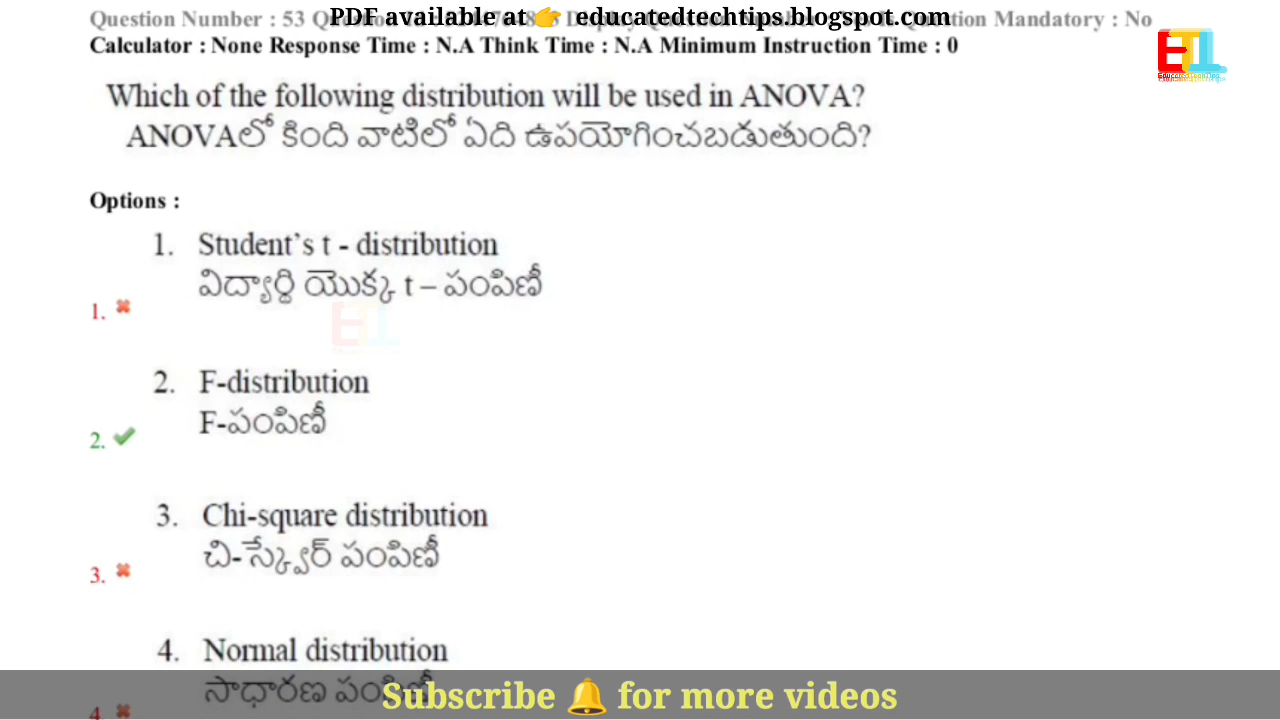 Question Number : 53 PDF available at 👉 educatedtechtips.blogspot.com Question Mandatory : No
Calculator : None Response Time : N.A Think Time : N.A Minimum Instruction Time : 0
Which of the following distribution will be used in ANOVA?
ANOVAలో కింది వాటిలో ఏది ఉపయోగించబడుతుంది?
Options :
1. Student's t - distribution
విద్యార్థి యొక్క t – పంపిణీ
1. ✖
2. F-distribution
F-పంపిణీ
2. ✔
3. Chi-square distribution
చి-స్క్వేర్ పంపిణీ
3. ✖
4. Normal distribution
సాధారణ పంపిణీ
4. ✖
Subscribe 🔔 for more videos